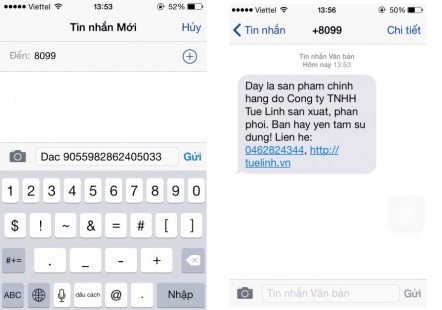 Viettel 13:53 52%
Tin nhắn Mới Hủy
Đến: 8099
Dac 9055982862405033 Gửi
1 2 3 4 5 6 7 8 9 0
$ ! ~ & = # [ ]
#+= . _ - + 
ABC dấu cách @ . Nhập
Viettel 13:56 50%
Tin nhắn +8099 Chi tiết
Tin nhắn Văn bản
Hôm nay 13:53
Day la san pham chinh
hang do Cong ty TNHH
Tue Linh san xuat, phan
phoi. Ban hay yen tam su
dung! Lien he:
0462824344, http://
tuelinh.vn
Tin nhắn Văn bản Gửi